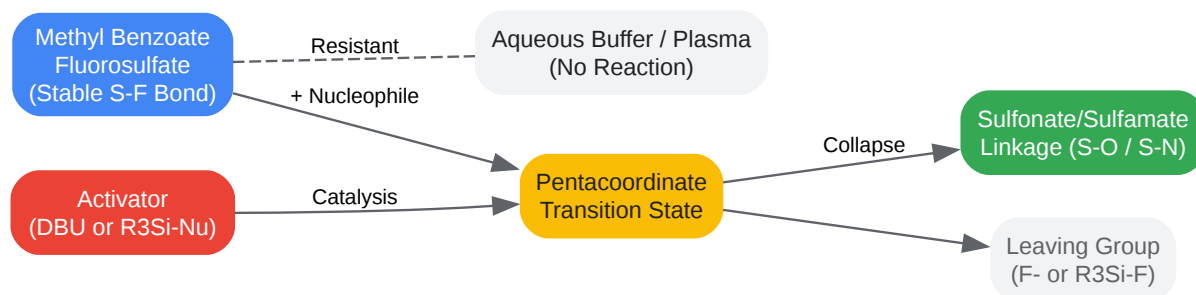 Methyl Benzoate
Fluorosulfate
(Stable S-F Bond)
Resistant
Aqueous Buffer / Plasma
(No Reaction)
+ Nucleophile
Activator
(DBU or R3Si-Nu)
Catalysis
Pentacoordinate
Transition State
Collapse
Sulfonate/Sulfamate
Linkage (S-O / S-N)
Leaving Group
(F- or R3Si-F)